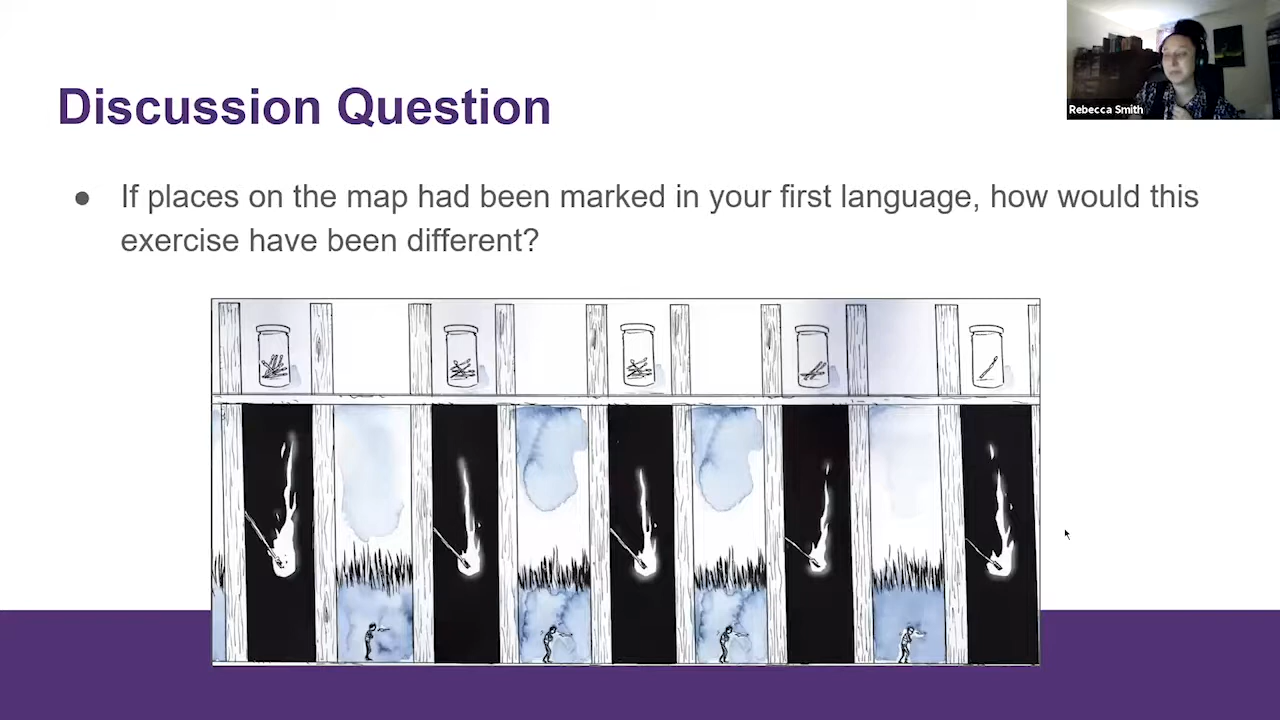 Discussion Question
● If places on the map had been marked in your first language, how would this
exercise have been different?
Rebecca Smith